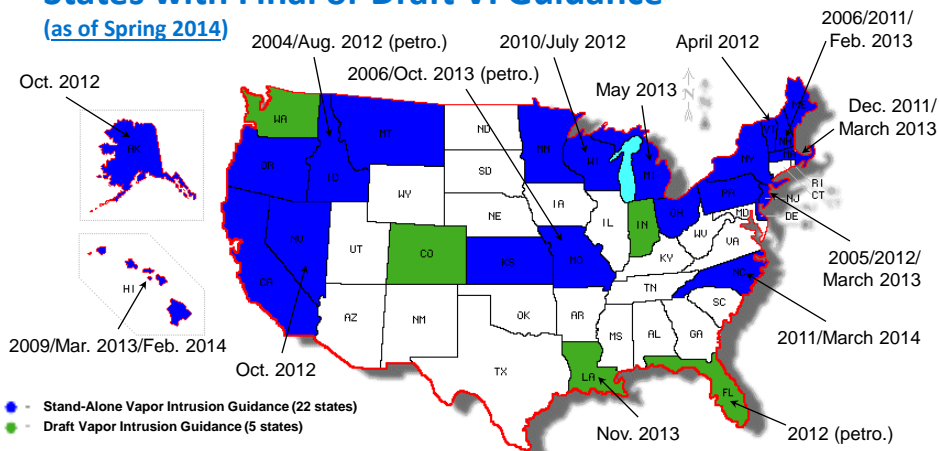 States with Final or Draft VI Guidance
(as of Spring 2014)
2004/Aug. 2012 (petro.)
2010/July 2012
April 2012
2006/2011/
Feb. 2013
Oct. 2012
2006/Oct. 2013 (petro.)
May 2013
Dec. 2011/
March 2013
N
AK
WA
OR
ID
MT
ND
SD
WY
NE
MN
WI
MI
IA
IL
IN
OH
PA
NY
VT
NH
ME
MA
RI
CT
NJ
DE
MD
WV
VA
NV
UT
CO
KS
MO
KY
CA
AZ
NM
OK
AR
TN
NC
SC
MS
AL
GA
TX
LA
FL
HI
2005/2012/
March 2013
2009/Mar. 2013/Feb. 2014
Oct. 2012
2011/March 2014
Nov. 2013
2012 (petro.)
- Stand-Alone Vapor Intrusion Guidance (22 states)
- Draft Vapor Intrusion Guidance (5 states)